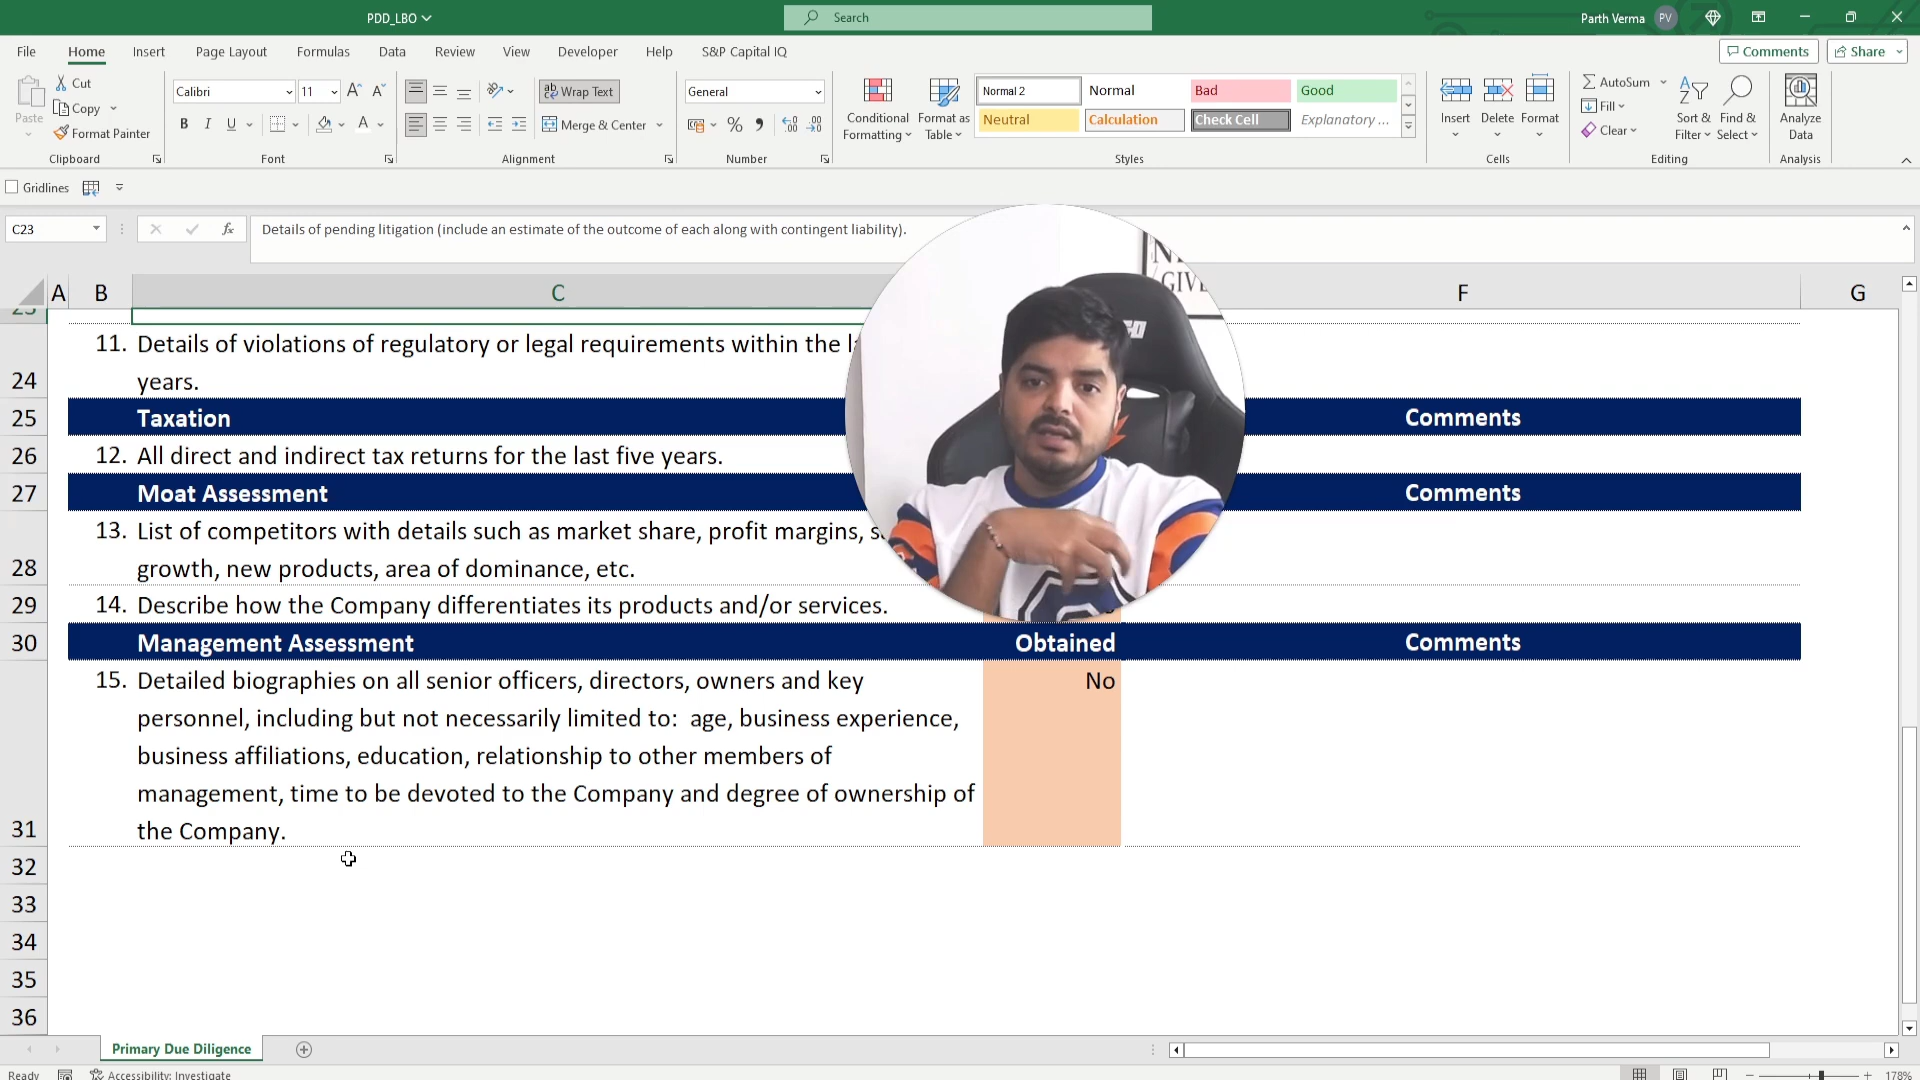 PDD_LBO
Search
Parth Verma
PV
File
Home
Insert
Page Layout
Formulas
Data
Review
View
Developer
Help
S&P Capital IQ
Comments
Share
Paste
Cut
Copy
Format Painter
Clipboard
Calibri
11
B I U
Font
Wrap Text
Merge & Center
Alignment
General
Number
Conditional Formatting
Format as Table
Normal 2
Normal
Bad
Good
Neutral
Calculation
Check Cell
Explanatory ...
Styles
Insert
Delete
Format
Cells
AutoSum
Fill
Clear
Sort & Filter
Find & Select
Editing
Analyze Data
Analysis
Gridlines
C23
fx
Details of pending litigation (include an estimate of the outcome of each along with contingent liability).
A B C F G
11. Details of violations of regulatory or legal requirements within the
24 years.
25 Taxation Comments
26 12. All direct and indirect tax returns for the last five years.
27 Moat Assessment Comments
13. List of competitors with details such as market share, profit margins,
28 growth, new products, area of dominance, etc.
29 14. Describe how the Company differentiates its products and/or services.
30 Management Assessment Obtained Comments
15. Detailed biographies on all senior officers, directors, owners and key No
personnel, including but not necessarily limited to: age, business experience,
business affiliations, education, relationship to other members of
management, time to be devoted to the Company and degree of ownership of
31 the Company.
32
33
34
35
36
Primary Due Diligence
Ready
Accessibility: Investigate
178%